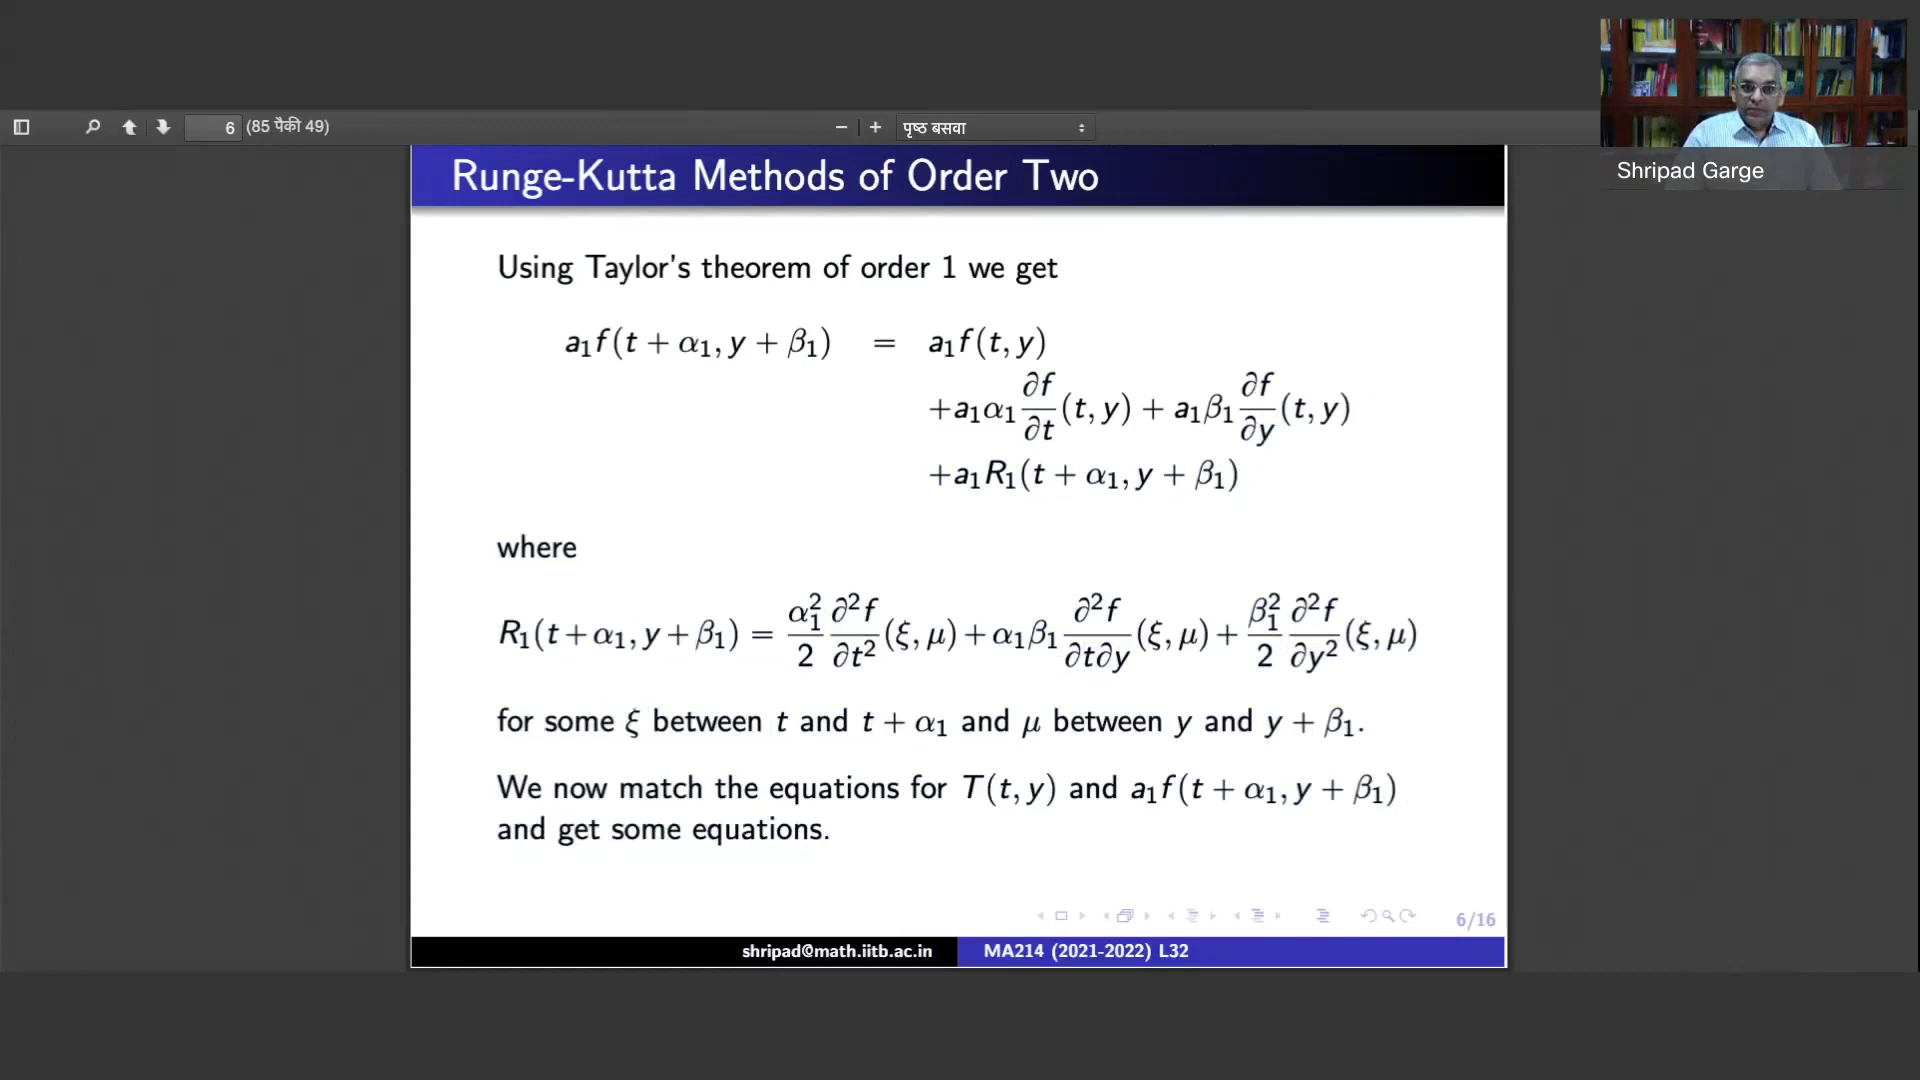 6 (85 पैकी 49)
− + पृष्ठ बसवा
Shripad Garge
Runge-Kutta Methods of Order Two
Using Taylor's theorem of order 1 we get
a₁f(t + α₁, y + β₁) = a₁f(t, y)
+a₁α₁ ∂f/∂t (t, y) + a₁β₁ ∂f/∂y (t, y)
+a₁R₁(t + α₁, y + β₁)
where
R₁(t+α₁, y+β₁) = α₁²/2 ∂²f/∂t² (ξ, μ)+α₁β₁ ∂²f/∂t∂y (ξ, μ)+ β₁²/2 ∂²f/∂y² (ξ, μ)
for some ξ between t and t + α₁ and μ between y and y + β₁.
We now match the equations for T(t, y) and a₁f(t + α₁, y + β₁)
and get some equations.
6/16
shripad@math.iitb.ac.in MA214 (2021-2022) L32